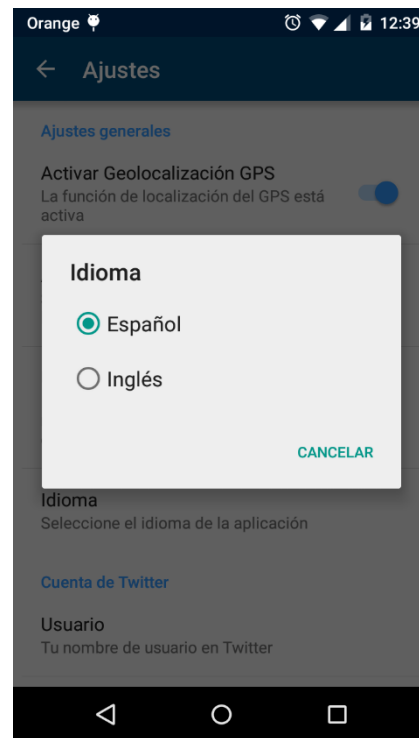 Orange 12:39
Ajustes
Ajustes generales
Activar Geolocalización GPS
La función de localización del GPS está
activa
Idioma
Español
Inglés
CANCELAR
Idioma
Seleccione el idioma de la aplicación
Cuenta de Twitter
Usuario
Tu nombre de usuario en Twitter